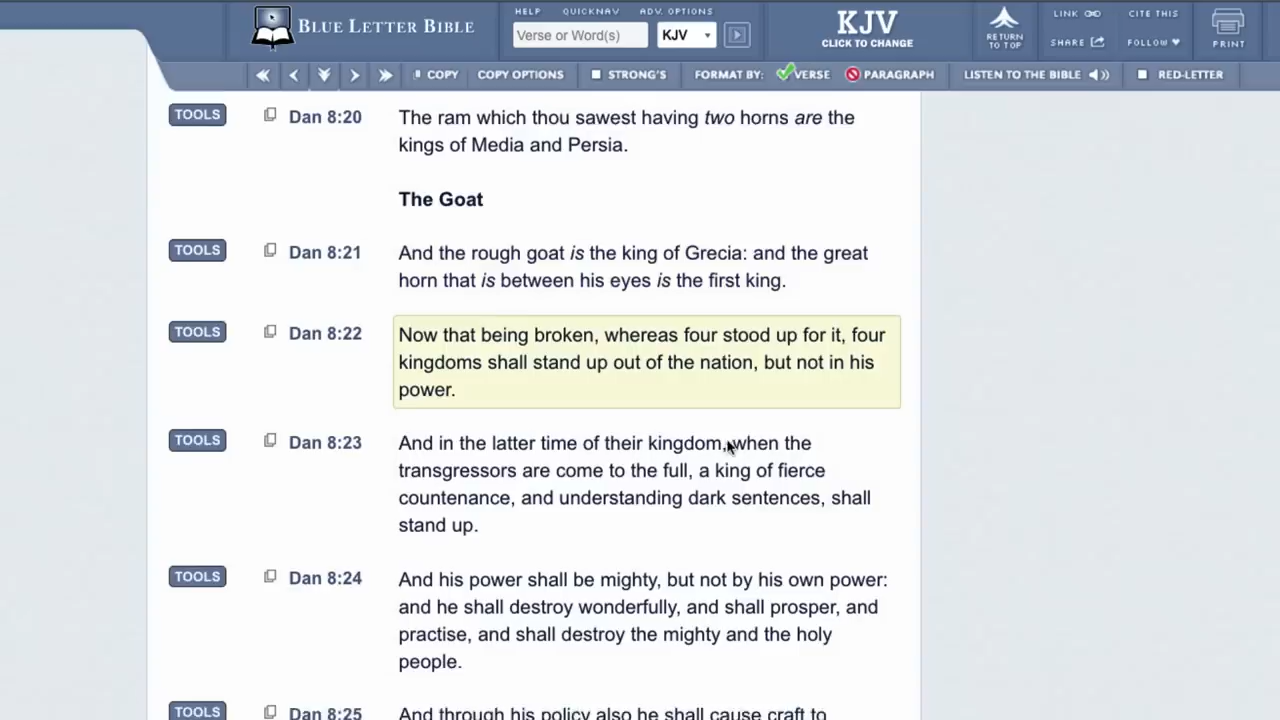 BLUE LETTER BIBLE
HELP QUICKNAV ADV. OPTIONS
Verse or Word(s) KJV
KJV
CLICK TO CHANGE
RETURN TO TOP
LINK CITE THIS
SHARE FOLLOW
PRINT
COPY COPY OPTIONS STRONG'S FORMAT BY: VERSE PARAGRAPH LISTEN TO THE BIBLE RED-LETTER
TOOLS Dan 8:20 The ram which thou sawest having two horns are the
kings of Media and Persia.
The Goat
TOOLS Dan 8:21 And the rough goat is the king of Grecia: and the great
horn that is between his eyes is the first king.
TOOLS Dan 8:22 Now that being broken, whereas four stood up for it, four
kingdoms shall stand up out of the nation, but not in his
power.
TOOLS Dan 8:23 And in the latter time of their kingdom, when the
transgressors are come to the full, a king of fierce
countenance, and understanding dark sentences, shall
stand up.
TOOLS Dan 8:24 And his power shall be mighty, but not by his own power:
and he shall destroy wonderfully, and shall prosper, and
practise, and shall destroy the mighty and the holy
people.
TOOLS Dan 8:25 And through his policy also he shall cause craft to